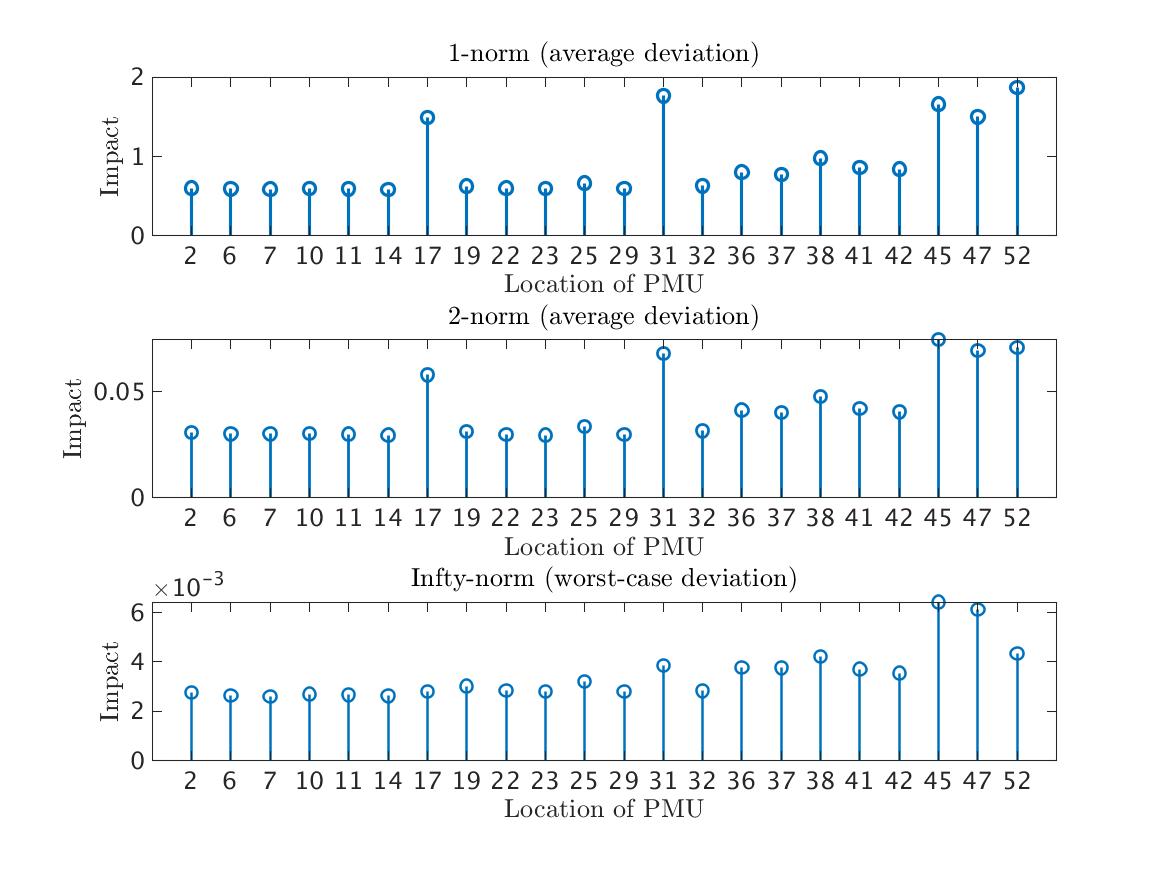 1-norm (average deviation)
2
1
0
Impact
2 6 7 10 11 14 17 19 22 23 25 29 31 32 36 37 38 41 42 45 47 52
Location of PMU
2-norm (average deviation)
0.05
0
Impact
2 6 7 10 11 14 17 19 22 23 25 29 31 32 36 37 38 41 42 45 47 52
Location of PMU
Infty-norm (worst-case deviation)
×10⁻³
6
4
2
0
Impact
2 6 7 10 11 14 17 19 22 23 25 29 31 32 36 37 38 41 42 45 47 52
Location of PMU